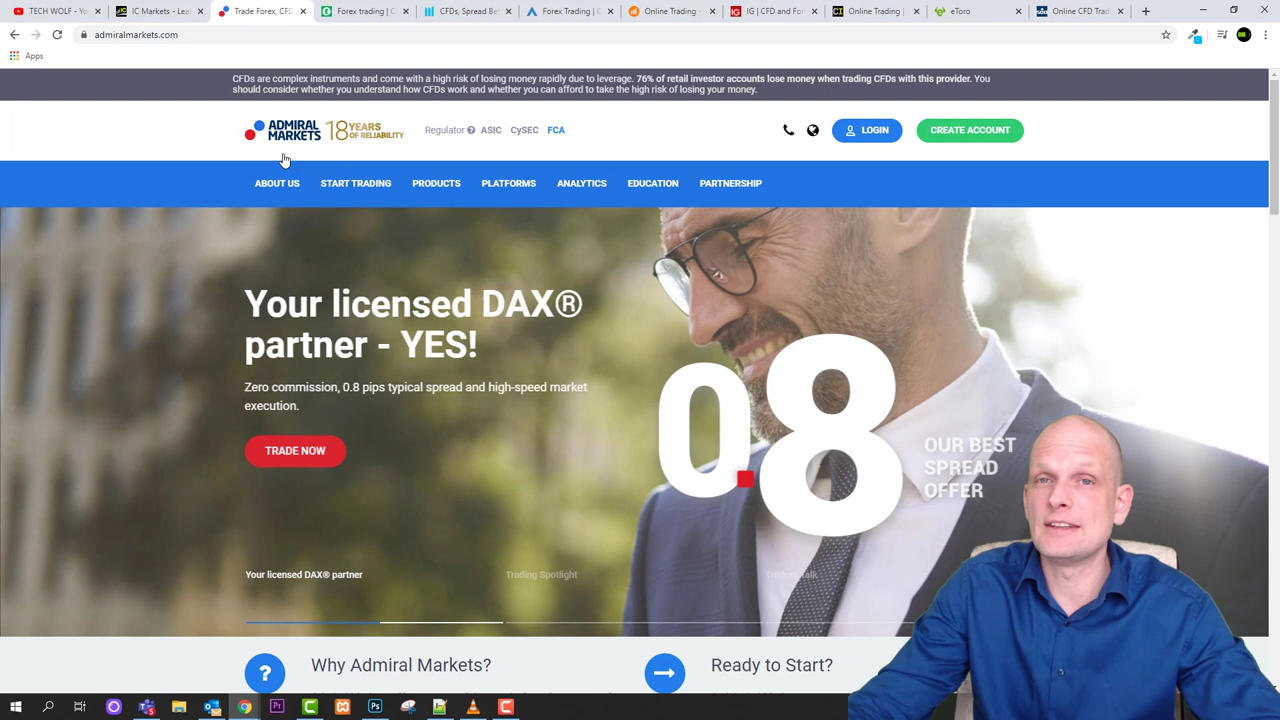 TECH WOLF - Yo
IC Markets - Lea
Trade Forex, CFD
Forex trading | C
CFDs, Spread Be
Forex Trading | C
Online Trading -
IG | CFD and For
Online Trading |
eToro
Online CFD Trad
admiralmarkets.com
Apps
CFDs are complex instruments and come with a high risk of losing money rapidly due to leverage. 76% of retail investor accounts lose money when trading CFDs with this provider. You
should consider whether you understand how CFDs work and whether you can afford to take the high risk of losing your money.
ADMIRAL
MARKETS
18 YEARS
OF RELIABILITY
Regulator ? ASIC CySEC FCA
LOGIN
CREATE ACCOUNT
ABOUT US START TRADING PRODUCTS PLATFORMS ANALYTICS EDUCATION PARTNERSHIP
Your licensed DAX®
partner - YES!
Zero commission, 0.8 pips typical spread and high-speed market
execution.
TRADE NOW
0.8
OUR BEST
SPREAD
OFFER
Your licensed DAX® partner
Trading Spotlight
Why Admiral Markets?
Ready to Start?